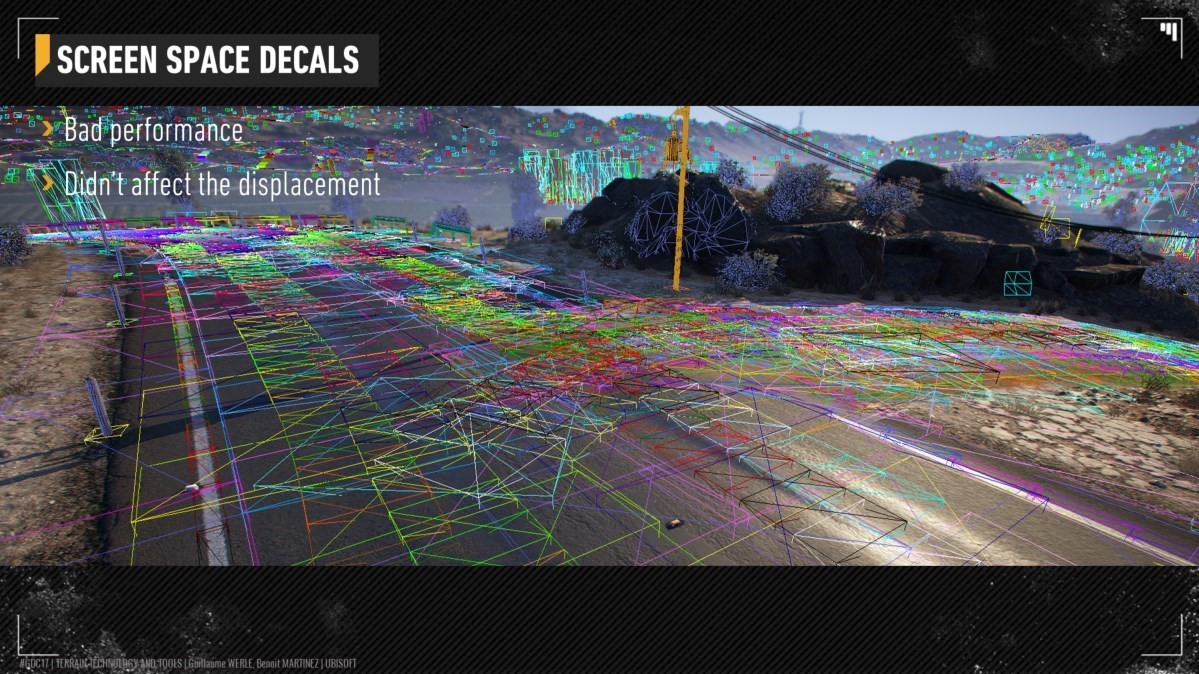 SCREEN SPACE DECALS
Bad performance
Didn't affect the displacement
#GDC17 | TERRAIN TECHNOLOGY AND TOOLS | Guillaume WERLE, Benoit MARTINEZ | UBISOFT